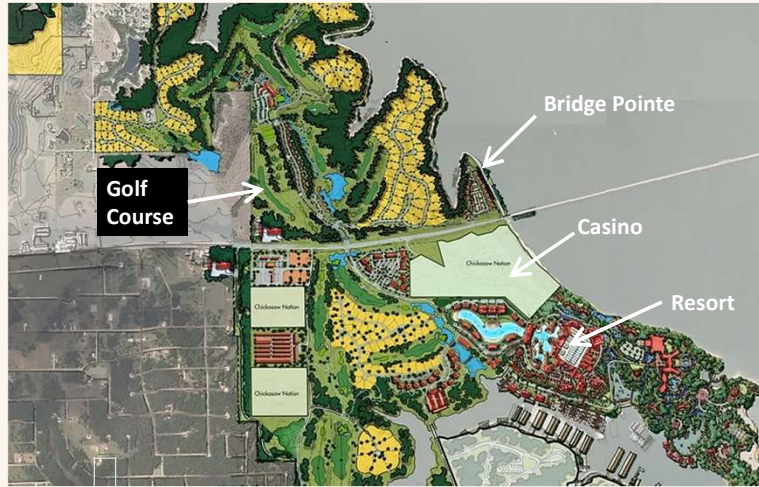 Bridge Pointe
Golf
Course
Casino
Chickasaw Nation
Resort
Chickasaw Nation
Chickasaw Nation